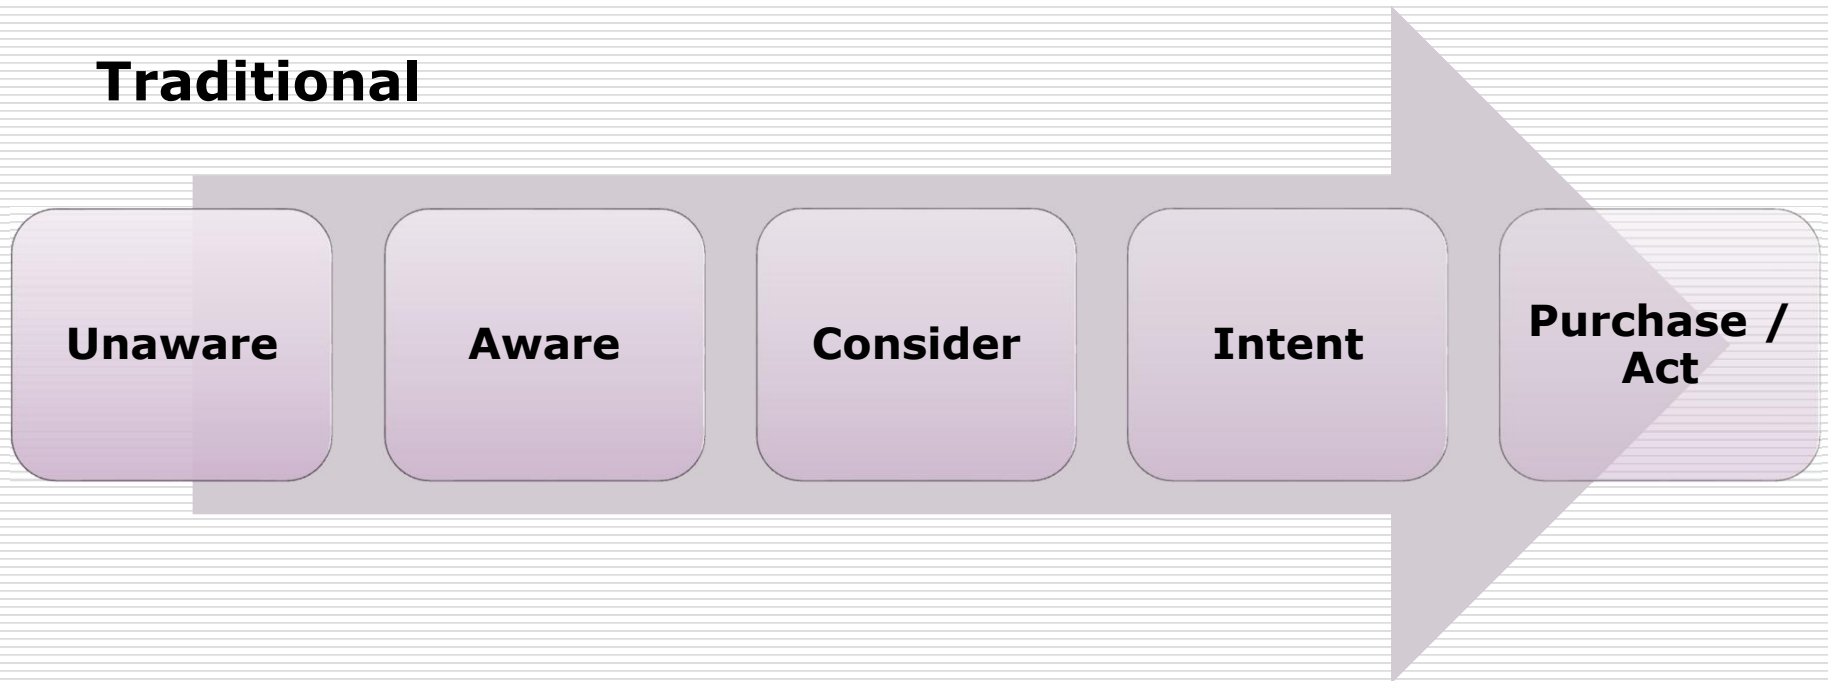 Traditional
Unaware
Aware
Consider
Intent
Purchase /
Act